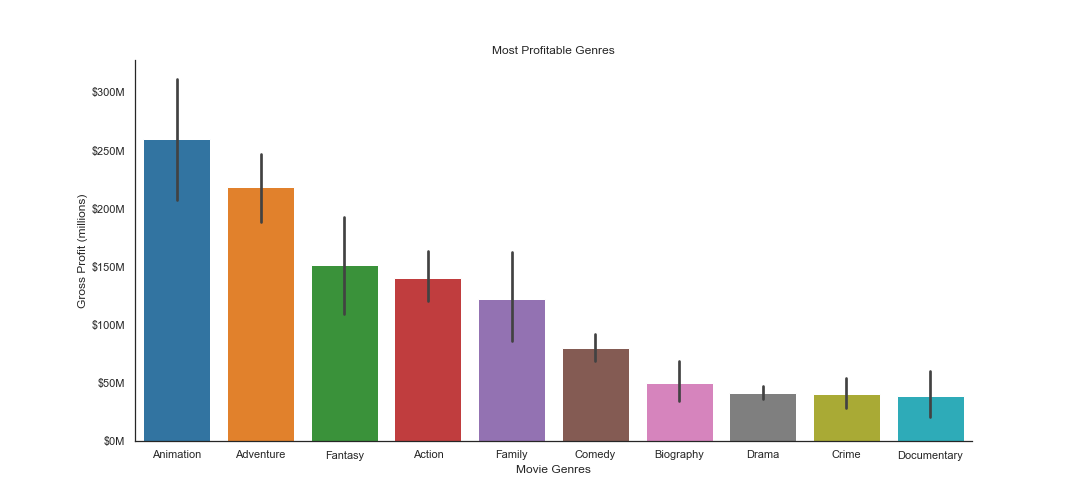 Most Profitable Genres
Gross Profit (millions)
$300M
$250M
$200M
$150M
$100M
$50M
$0M
Animation Adventure Fantasy Action Family Comedy Biography Drama Crime Documentary
Movie Genres